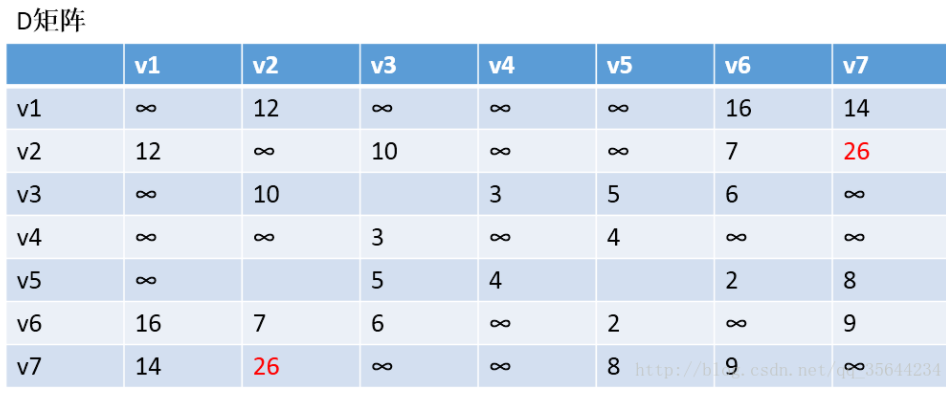 D矩阵
v1 v2 v3 v4 v5 v6 v7
v1 ∞ 12 ∞ ∞ ∞ 16 14
v2 12 ∞ 10 ∞ ∞ 7 26
v3 ∞ 10 3 5 6 ∞
v4 ∞ ∞ 3 ∞ 4 ∞ ∞
v5 ∞ 5 4 2 8
v6 16 7 6 ∞ 2 ∞ 9
v7 14 26 ∞ ∞ 8 9 ∞
http://blog.csdn.net/qq_35644234